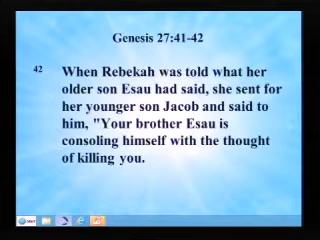 Genesis 27:41-42
42 When Rebekah was told what her
older son Esau had said, she sent for
her younger son Jacob and said to
him, "Your brother Esau is
consoling himself with the thought
of killing you.